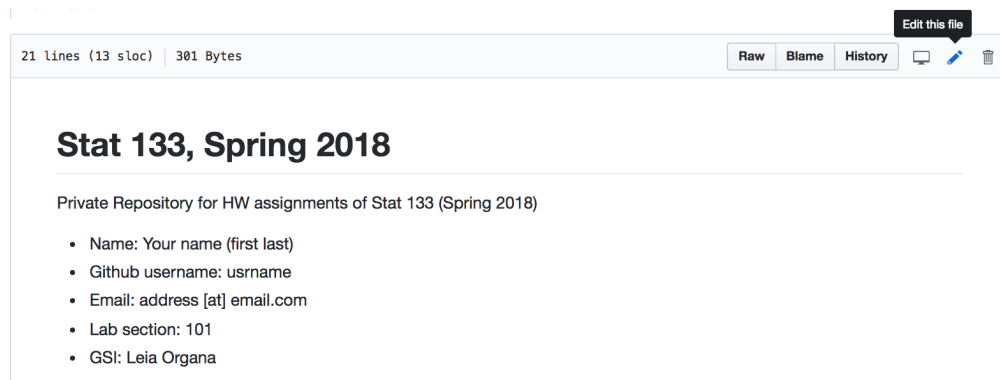 Edit this file
21 lines (13 sloc) 301 Bytes
Raw Blame History
Stat 133, Spring 2018
Private Repository for HW assignments of Stat 133 (Spring 2018)
• Name: Your name (first last)
• Github username: usrname
• Email: address [at] email.com
• Lab section: 101
• GSI: Leia Organa